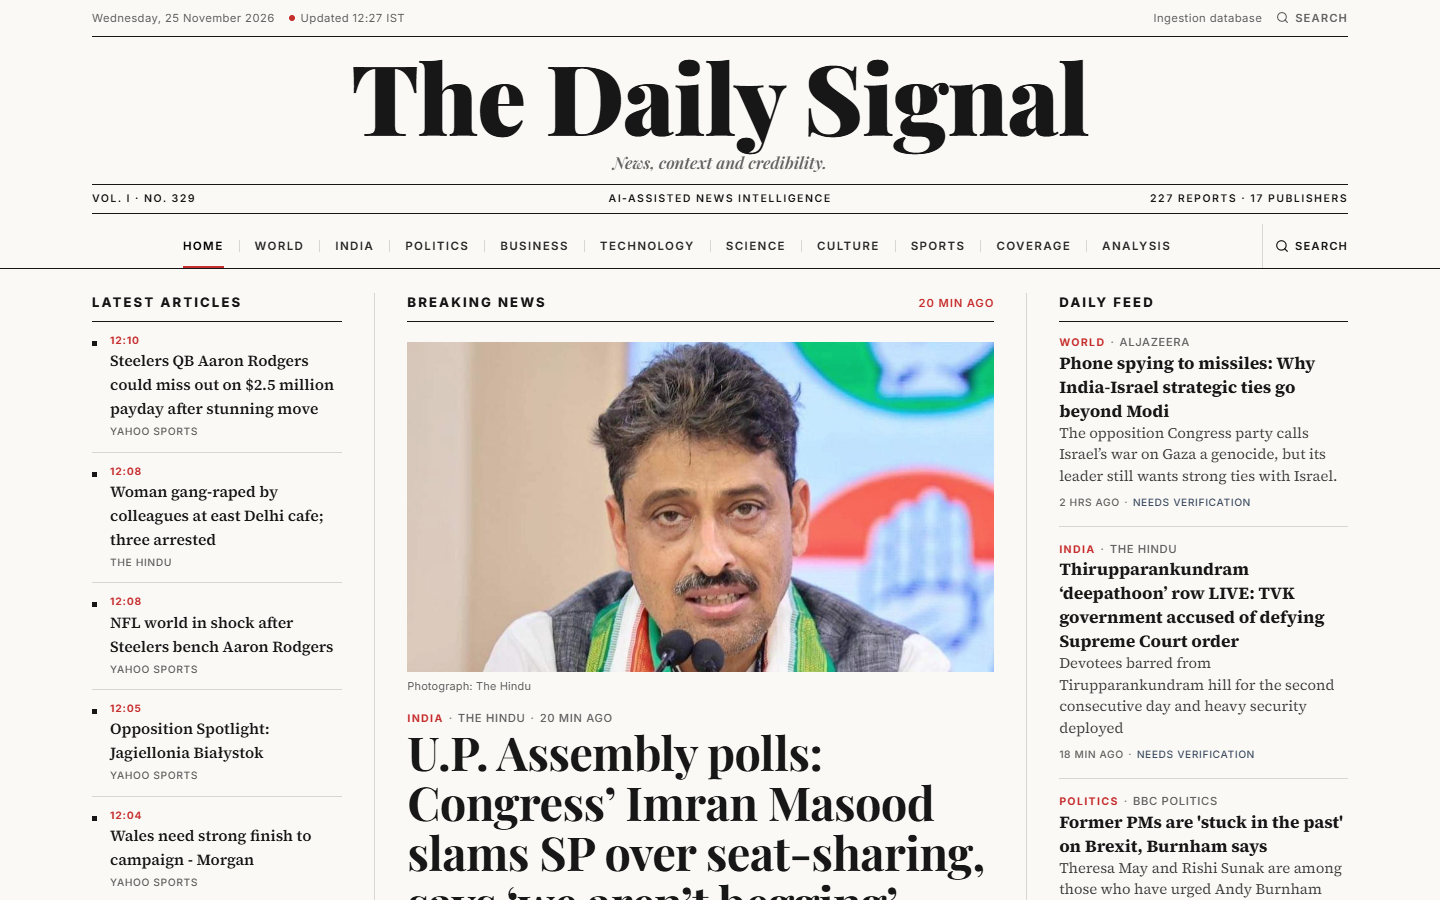 Wednesday, 25 November 2026
Updated 12:27 IST
Ingestion database
SEARCH
The Daily Signal
News, context and credibility.
VOL. I · NO. 329
AI-ASSISTED NEWS INTELLIGENCE
227 REPORTS · 17 PUBLISHERS
HOME
WORLD
INDIA
POLITICS
BUSINESS
TECHNOLOGY
SCIENCE
CULTURE
SPORTS
COVERAGE
ANALYSIS
SEARCH
LATEST ARTICLES
12:10
Steelers QB Aaron Rodgers
could miss out on $2.5 million
payday after stunning move
YAHOO SPORTS
12:08
Woman gang-raped by
colleagues at east Delhi cafe;
three arrested
THE HINDU
12:08
NFL world in shock after
Steelers bench Aaron Rodgers
YAHOO SPORTS
12:05
Opposition Spotlight:
Jagiellonia Białystok
YAHOO SPORTS
12:04
Wales need strong finish to
campaign - Morgan
YAHOO SPORTS
BREAKING NEWS
20 MIN AGO
Photograph: The Hindu
INDIA · THE HINDU · 20 MIN AGO
U.P. Assembly polls:
Congress’ Imran Masood
slams SP over seat-sharing,
says ‘we aren’t begging’
DAILY FEED
WORLD · ALJAZEERA
Phone spying to missiles: Why
India-Israel strategic ties go
beyond Modi
The opposition Congress party calls
Israel’s war on Gaza a genocide, but its
leader still wants strong ties with Israel.
2 HRS AGO · NEEDS VERIFICATION
INDIA · THE HINDU
Thirupparankundram
‘deepathoon’ row LIVE: TVK
government accused of defying
Supreme Court order
Devotees barred from
Tirupparankundram hill for the second
consecutive day and heavy security
deployed
18 MIN AGO · NEEDS VERIFICATION
POLITICS · BBC POLITICS
Former PMs are 'stuck in the past'
on Brexit, Burnham says
Theresa May and Rishi Sunak are among
those who have urged Andy Burnham